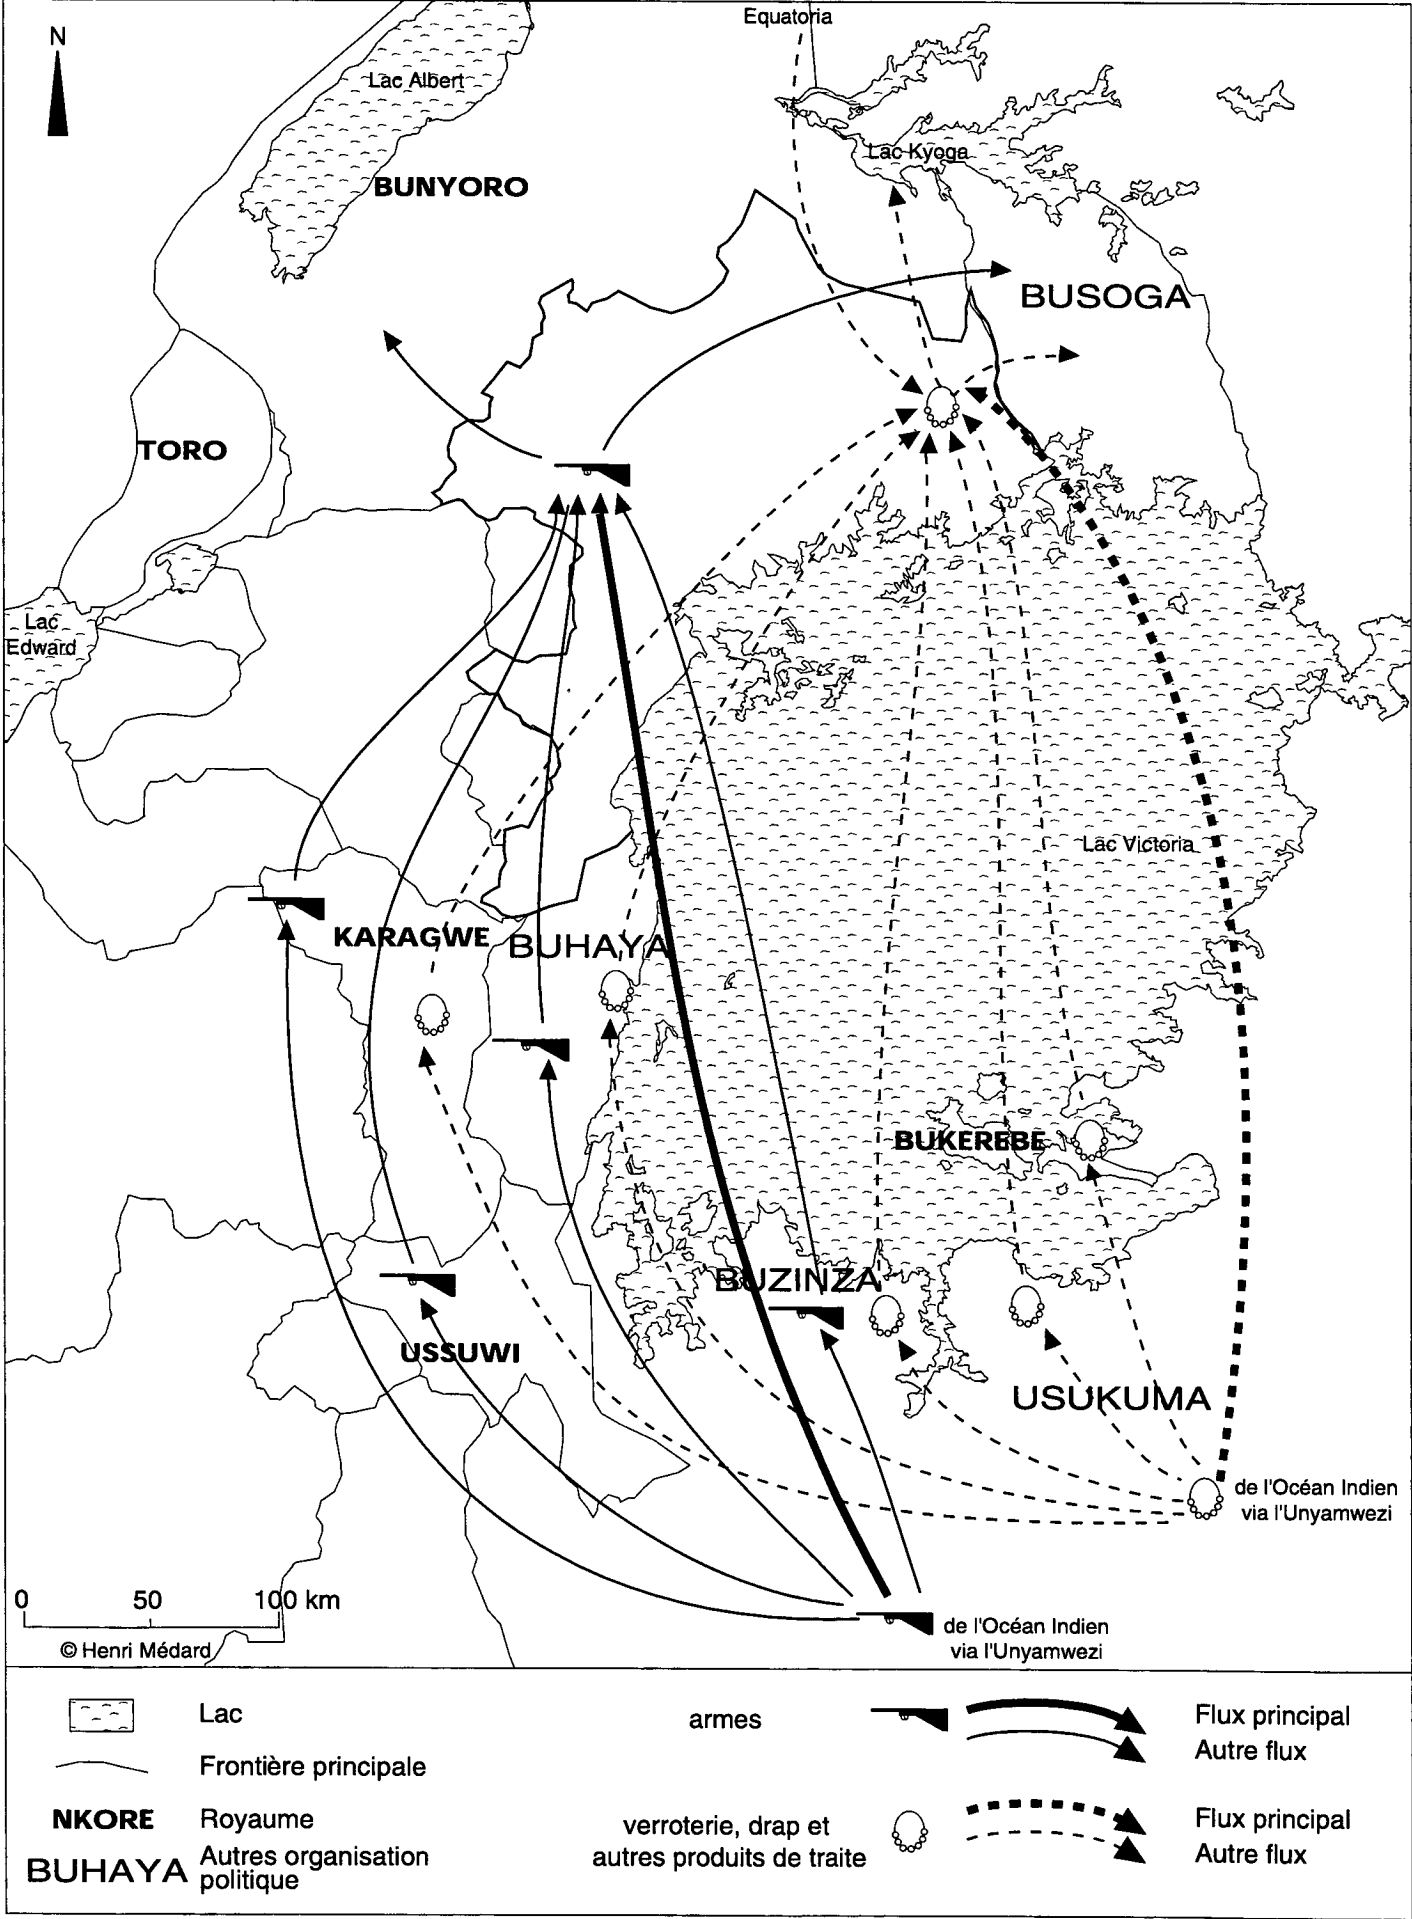 Equatoria
N
Lac Albert
Lac Kyoga
BUNYORO
BUSOGA
TORO
Lac
Edward
Lac Victoria
KARAGWE
BUHAYA
BUKEREBE
BUZINZA
USSUWI
USUKUMA
de l'Océan Indien
via l'Unyamwezi
0 50 100 km
de l'Océan Indien
via l'Unyamwezi
© Henri Médard
Lac
Frontière principale
NKORE Royaume
BUHAYA Autres organisation
politique
armes
Flux principal
Autre flux
verroterie, drap et
autres produits de traite
Flux principal
Autre flux